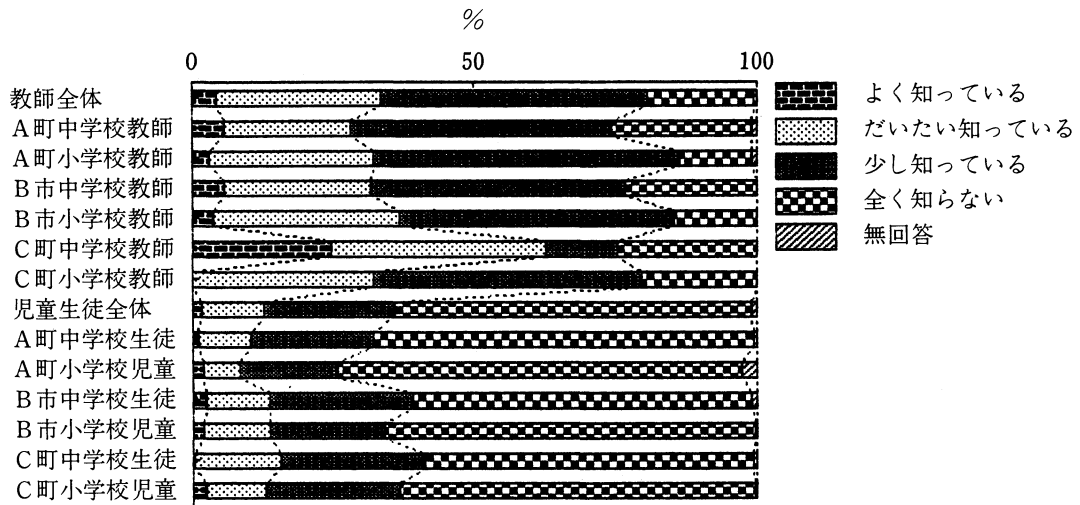 %
0 50 100
教師全体
A町中学校教師
A町小学校教師
B市中学校教師
B市小学校教師
C町中学校教師
C町小学校教師
児童生徒全体
A町中学校生徒
A町小学校児童
B市中学校生徒
B市小学校児童
C町中学校生徒
C町小学校児童
よく知っている
だいたい知っている
少し知っている
全く知らない
無回答